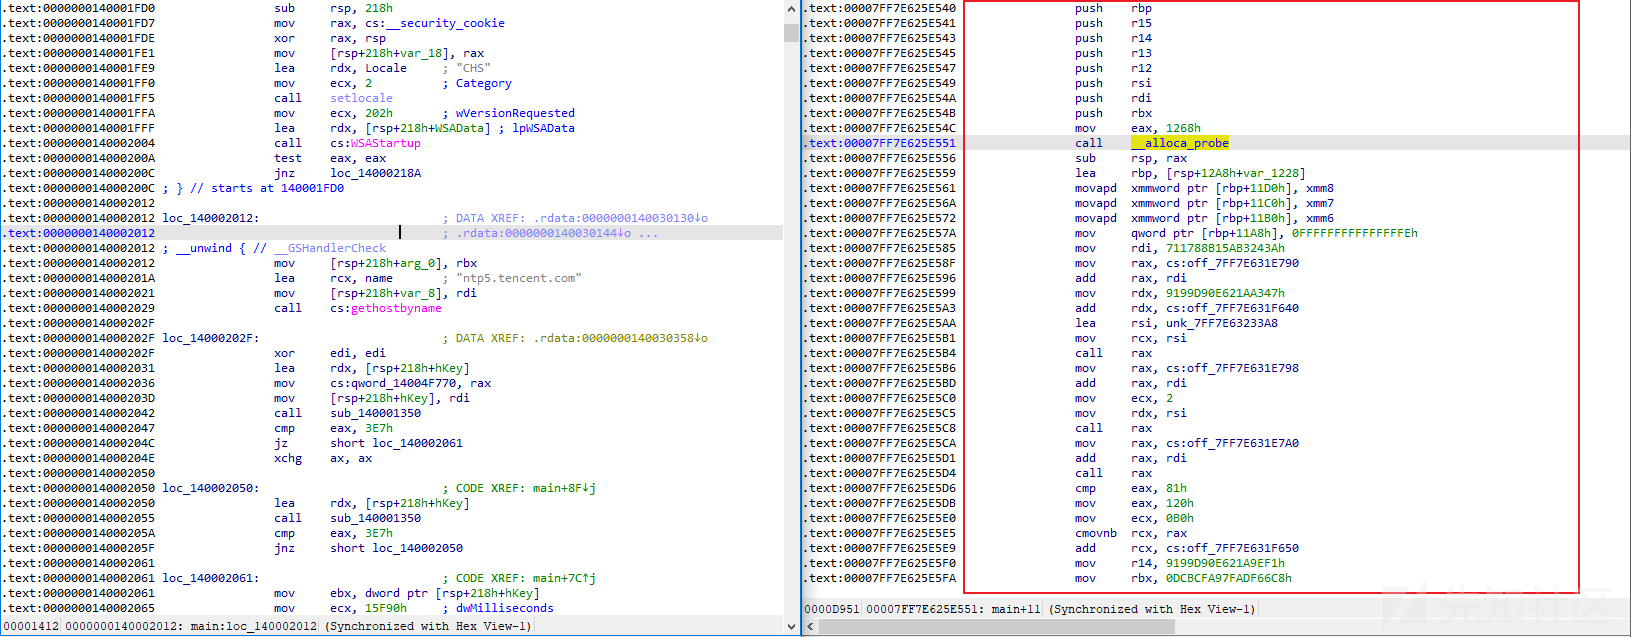 .text:0000000140001FD0 sub rsp, 218h
.text:0000000140001FD7 mov rax, cs:__security_cookie
.text:0000000140001FDE xor rax, rsp
.text:0000000140001FE1 mov [rsp+218h+var_18], rax
.text:0000000140001FE9 lea rdx, Locale ; "CHS"
.text:0000000140001FF0 mov ecx, 2 ; Category
.text:0000000140001FF5 call setlocale
.text:0000000140001FFA mov ecx, 202h ; wVersionRequested
.text:0000000140001FFF lea rdx, [rsp+218h+WSAData] ; lpWSAData
.text:0000000140002004 call cs:WSAStartup
.text:000000014000200A test eax, eax
.text:000000014000200C jnz loc_14000218A
.text:000000014000200C ; } // starts at 140001FD0
.text:0000000140002012
.text:0000000140002012 loc_140002012: ; DATA XREF: .rdata:0000000140030130↓o
.text:0000000140002012 ; .rdata:0000000140030144↓o ...
.text:0000000140002012 ; __unwind { // __GSHandlerCheck
.text:0000000140002012 mov [rsp+218h+arg_0], rbx
.text:000000014000201A lea rcx, name ; "ntp5.tencent.com"
.text:0000000140002021 mov [rsp+218h+var_8], rdi
.text:0000000140002029 call cs:gethostbyname
.text:000000014000202F
.text:000000014000202F loc_14000202F: ; DATA XREF: .rdata:0000000140030358↓o
.text:000000014000202F xor edi, edi
.text:0000000140002031 lea rdx, [rsp+218h+hKey]
.text:0000000140002036 mov cs:qword_14004F770, rax
.text:000000014000203D mov [rsp+218h+hKey], rdi
.text:0000000140002042 call sub_140001350
.text:0000000140002047 cmp eax, 3E7h
.text:000000014000204C jz short loc_140002061
.text:000000014000204E xchg ax, ax
.text:0000000140002050
.text:0000000140002050 loc_140002050: ; CODE XREF: main+8F↓j
.text:0000000140002050 lea rdx, [rsp+218h+hKey]
.text:0000000140002055 call sub_140001350
.text:000000014000205A cmp eax, 3E7h
.text:000000014000205F jnz short loc_140002050
.text:0000000140002061
.text:0000000140002061 loc_140002061: ; CODE XREF: main+7C↑j
.text:0000000140002061 mov ebx, dword ptr [rsp+218h+hKey]
.text:0000000140002065 mov ecx, 15F90h ; dwMilliseconds
00001412 0000000140002012: main:loc_140002012 (Synchronized with Hex View-1)
.text:00007FF7E625E540 push rbp
.text:00007FF7E625E541 push r15
.text:00007FF7E625E543 push r14
.text:00007FF7E625E545 push r13
.text:00007FF7E625E547 push r12
.text:00007FF7E625E549 push rsi
.text:00007FF7E625E54A push rdi
.text:00007FF7E625E54B push rbx
.text:00007FF7E625E54C mov eax, 1268h
.text:00007FF7E625E551 call __alloca_probe
.text:00007FF7E625E556 sub rsp, rax
.text:00007FF7E625E559 lea rbp, [rsp+12A8h+var_1228]
.text:00007FF7E625E561 movapd xmmword ptr [rbp+11D0h], xmm8
.text:00007FF7E625E56A movapd xmmword ptr [rbp+11C0h], xmm7
.text:00007FF7E625E572 movapd xmmword ptr [rbp+11B0h], xmm6
.text:00007FF7E625E57A mov qword ptr [rbp+11A8h], 0FFFFFFFFFFFFFFFEh
.text:00007FF7E625E585 mov rdi, 711788B15AB3243Ah
.text:00007FF7E625E58F mov rax, cs:off_7FF7E631E790
.text:00007FF7E625E596 add rax, rdi
.text:00007FF7E625E599 mov rdx, 9199D90E621AA347h
.text:00007FF7E625E5A3 add rdx, cs:off_7FF7E631F640
.text:00007FF7E625E5AA lea rsi, unk_7FF7E63233A8
.text:00007FF7E625E5B1 mov rcx, rsi
.text:00007FF7E625E5B4 call rax
.text:00007FF7E625E5B6 mov rax, cs:off_7FF7E631E798
.text:00007FF7E625E5BD add rax, rdi
.text:00007FF7E625E5C0 mov ecx, 2
.text:00007FF7E625E5C5 mov rdx, rsi
.text:00007FF7E625E5C8 call rax
.text:00007FF7E625E5CA mov rax, cs:off_7FF7E631E7A0
.text:00007FF7E625E5D1 add rax, rdi
.text:00007FF7E625E5D4 call rax
.text:00007FF7E625E5D6 cmp eax, 81h
.text:00007FF7E625E5DB mov eax, 120h
.text:00007FF7E625E5E0 mov ecx, 0B0h
.text:00007FF7E625E5E5 cmovnb rcx, rax
.text:00007FF7E625E5E9 add rcx, cs:off_7FF7E631F650
.text:00007FF7E625E5F0 mov r14, 9199D90E621A9EF1h
.text:00007FF7E625E5FA mov rbx, 0DCBCFA97FADF66C8h
0000D951 00007FF7E625E551: main+11 (Synchronized with Hex View-1)
先知社区